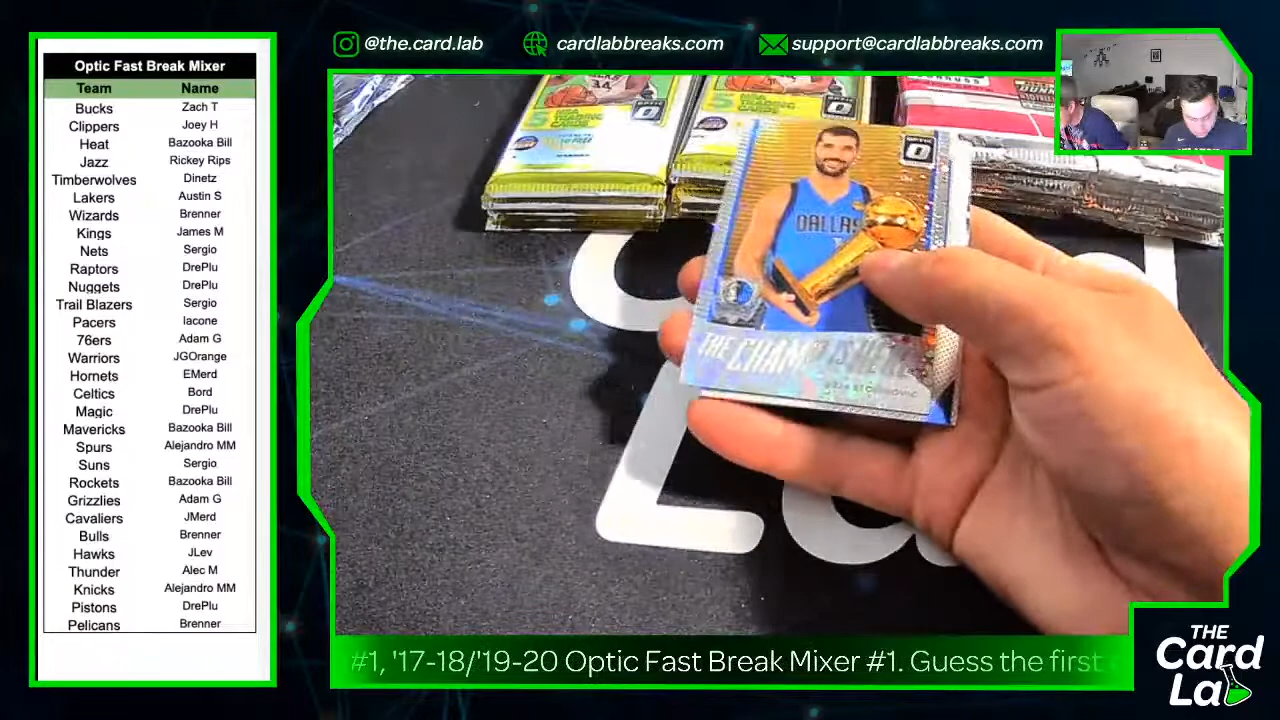 @the.card.lab
cardlabbreaks.com
support@cardlabbreaks.com
Optic Fast Break Mixer
Team Name
Bucks Zach T
Clippers Joey H
Heat Bazooka Bill
Jazz Rickey Rips
Timberwolves Dinetz
Lakers Austin S
Wizards Brenner
Kings James M
Nets Sergio
Raptors DrePlu
Nuggets DrePlu
Trail Blazers Sergio
Pacers Iacone
76ers Adam G
Warriors JGOrange
Hornets EMerd
Celtics Bord
Magic DrePlu
Mavericks Bazooka Bill
Spurs Alejandro MM
Suns Sergio
Rockets Bazooka Bill
Grizzlies Adam G
Cavaliers JMerd
Bulls Brenner
Hawks JLev
Thunder Alec M
Knicks Alejandro MM
Pistons DrePlu
Pelicans Brenner
34
DALLAS
THE
#1, '17-18/'19-20 Optic Fast Break Mixer #1. Guess the first
THE
Card
Lab